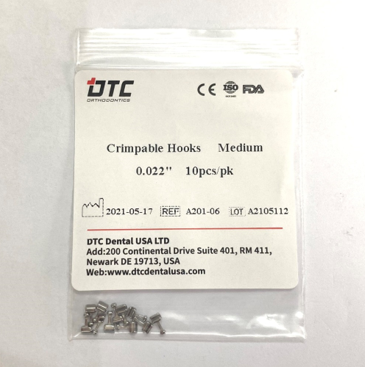 DTC
ORTHODONTICS
CE ISO FDA
Crimpable Hooks Medium
0.022" 10pcs/pk
2021-05-17 REF A201-06 LOT A2105112
DTC Dental USA LTD
Add:200 Continental Drive Suite 401, RM 411,
Newark DE 19713, USA
Web:www.dtcdentalusa.com